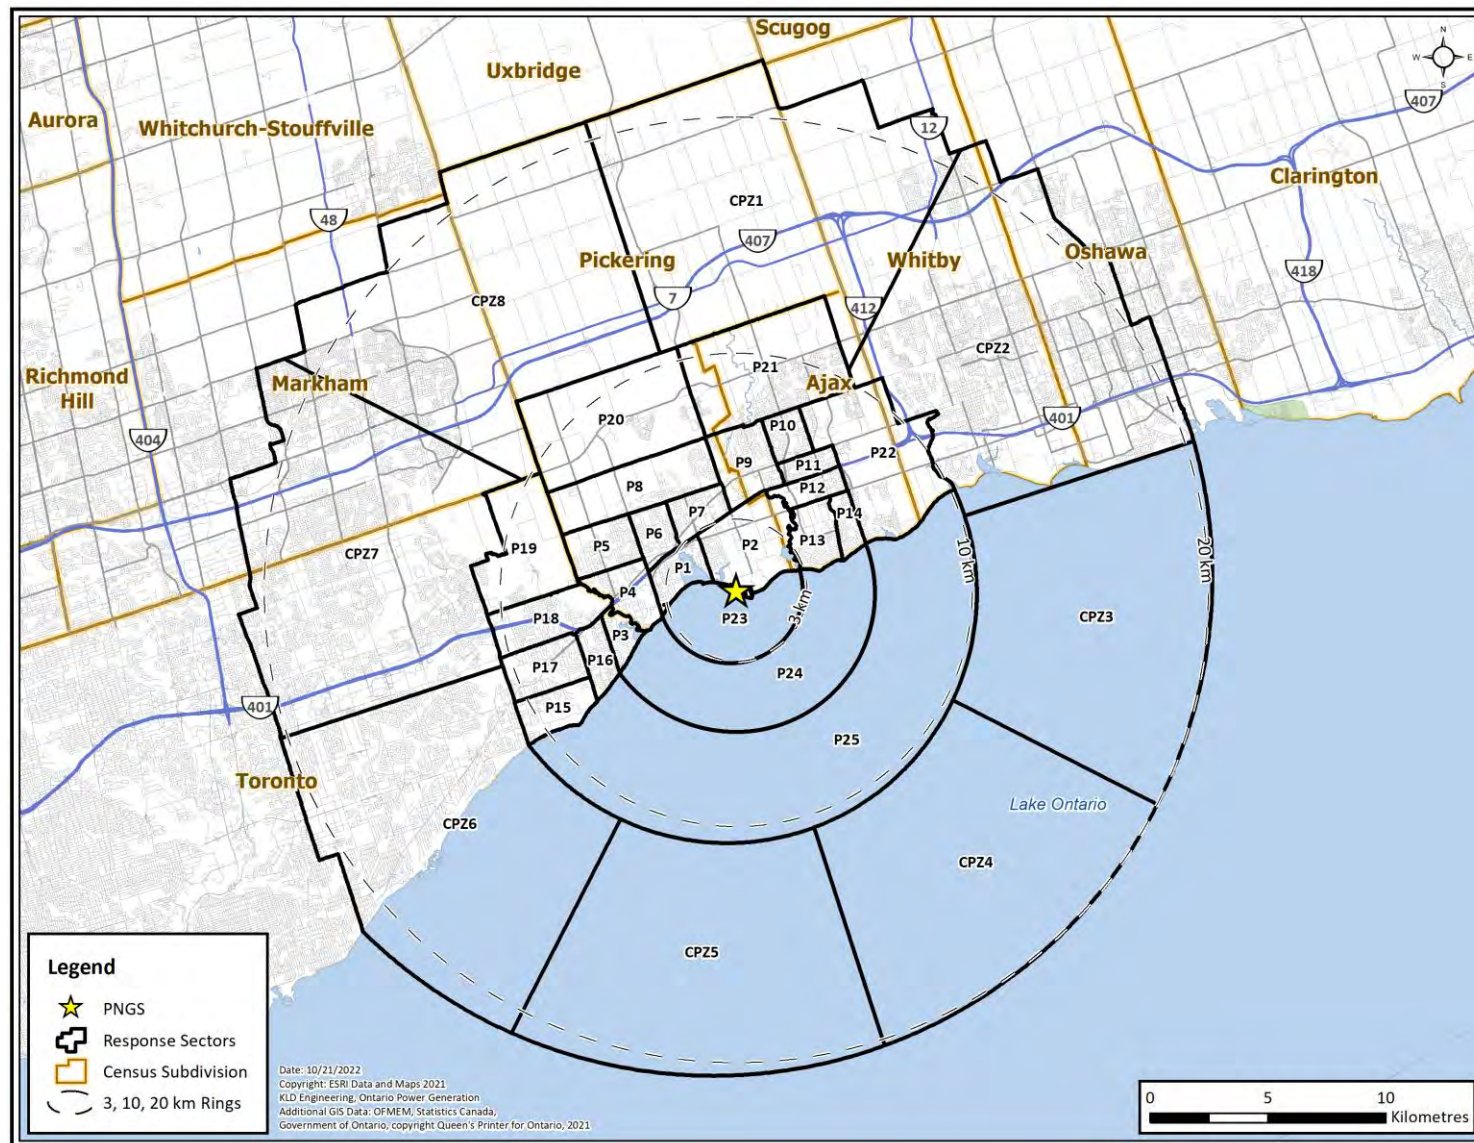 Scugog
N
W
E
S
Uxbridge
407
Aurora
Whitchurch-Stouffville
12
Clarington
CPZ1
48
407
Pickering
Whitby
Oshawa
418
CPZ8
7
412
CPZ2
Richmond
Hill
Markham
P21
Ajax
404
P20
P10
401
P9
P22
P11
P8
P12
P7
P14
P6
P2
P13
P5
CPZ7
P19
10 km
20 km
P1
P4
3 km
P23
P18
P3
CPZ3
P17
P16
P24
401
P15
P25
Toronto
Lake Ontario
CPZ6
CPZ4
CPZ5
Legend
PNGS
Response Sectors
Census Subdivision
3, 10, 20 km Rings
Date: 10/21/2022
Copyright: ESRI Data and Maps 2021
KLD Engineering, Ontario Power Generation
Additional GIS Data: OFMEM, Statistics Canada,
Government of Ontario, copyright Queen's Printer for Ontario, 2021
0 5 10
Kilometres